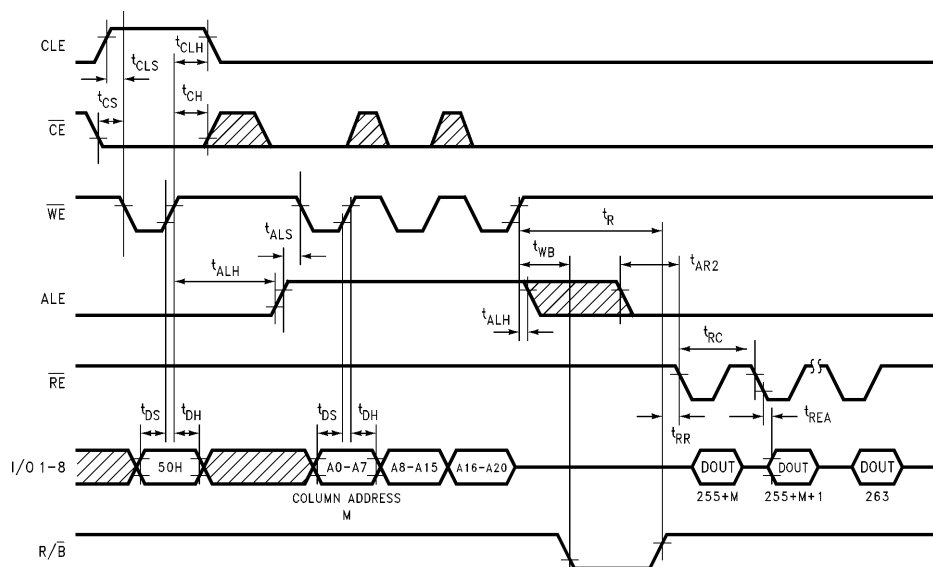 CLE
tCLH
tCLS
tCS
tCH
CE
WE
tR
tALS
tWB
tALH
tAR2
ALE
tALH
tRC
RE
tREA
tDS
tDH
tDS
tDH
tRR
I/O 1-8
50H
A0-A7
A8-A15
A16-A20
DOUT
DOUT
DOUT
COLUMN ADDRESS
M
255+M
255+M+1
263
R/B